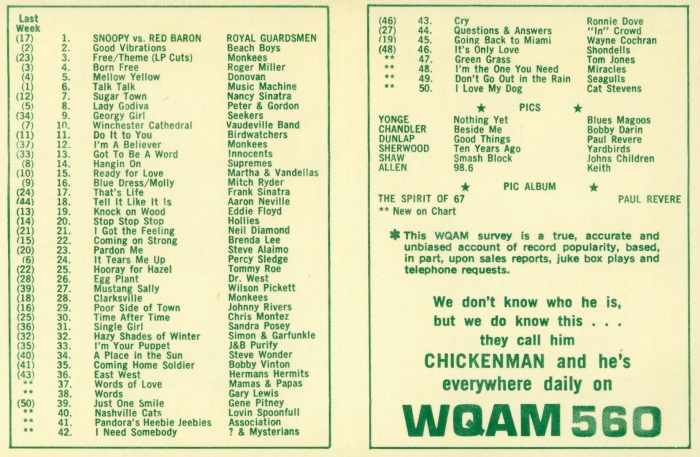 Last
Week
(17) 1. SNOOPY vs. RED BARON ROYAL GUARDSMEN
(2) 2. Good Vibrations Beach Boys
(23) 3. Free/Theme (LP Cuts) Monkees
(3) 4. Born Free Roger Miller
(4) 5. Mellow Yellow Donovan
(1) 6. Talk Talk Music Machine
(12) 7. Sugar Town Nancy Sinatra
(5) 8. Lady Godiva Peter & Gordon
(34) 9. Georgy Girl Seekers
(7) 10. Winchester Cathedral Vaudeville Band
(11) 11. Do It to You Birdwatchers
(37) 12. I'm A Believer Monkees
(33) 13. Got To Be A Word Innocents
(8) 14. Hangin On Supremes
(10) 15. Ready for Love Martha & Vandellas
(9) 16. Blue Dress/Molly Mitch Ryder
(24) 17. That's Life Frank Sinatra
(44) 18. Tell It Like It Is Aaron Neville
(13) 19. Knock on Wood Eddie Floyd
(14) 20. Stop Stop Stop Hollies
(21) 21. I Got the Feeling Neil Diamond
(15) 22. Coming on Strong Brenda Lee
(20) 23. Pardon Me Steve Alaimo
(6) 24. It Tears Me Up Percy Sledge
(22) 25. Hooray for Hazel Tommy Roe
(28) 26. Egg Plant Dr. West
(39) 27. Mustang Sally Wilson Pickett
(18) 28. Clarksville Monkees
(16) 29. Poor Side of Town Johnny Rivers
(25) 30. Time After Time Chris Montez
(36) 31. Single Girl Sandra Posey
(32) 32. Hazy Shades of Winter Simon & Garfunkle
(35) 33. I'm Your Puppet J&B Purify
(40) 34. A Place in the Sun Steve Wonder
(41) 35. Coming Home Soldier Bobby Vinton
(43) 36. East West Hermans Hermits
** 37. Words of Love Mamas & Papas
** 38. Words Gary Lewis
(50) 39. Just One Smile Gene Pitney
** 40. Nashville Cats Lovin Spoonfull
** 41. Pandora's Heebie Jeebies Association
** 42. I Need Somebody ? & Mysterians
(46) 43. Cry Ronnie Dove
(27) 44. Questions & Answers "In" Crowd
(19) 45. Going Back to Miami Wayne Cochran
(48) 46. It's Only Love Shondells
** 47. Green Grass Tom Jones
** 48. I'm the One You Need Miracles
** 49. Don't Go Out in the Rain Seagulls
** 50. I Love My Dog Cat Stevens
★ PICS ★
YONGE Nothing Yet Blues Magoos
CHANDLER Beside Me Bobby Darin
DUNLAP Good Things Paul Revere
SHERWOOD Ten Years Ago Yardbirds
SHAW Smash Block Johns Children
ALLEN 98.6 Keith
★ PIC ALBUM ★
THE SPIRIT OF 67 PAUL REVERE
** New on Chart
✱ This WQAM survey is a true, accurate and
unbiased account of record popularity, based,
in part, upon sales reports, juke box plays and
telephone requests.
We don't know who he is,
but we do know this . . .
they call him
CHICKENMAN and he's
everywhere daily on
WQAM 560